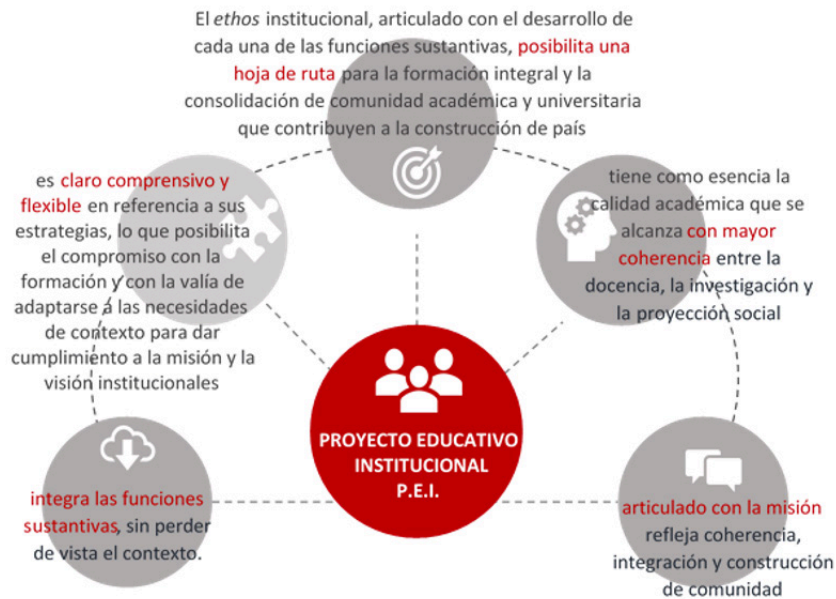 El ethos institucional, articulado con el desarrollo de
cada una de las funciones sustantivas, posibilita una
hoja de ruta para la formación integral y la
consolidación de comunidad académica y universitaria
que contribuyen a la construcción de país
es claro comprensivo y
flexible en referencia a sus
estrategias, lo que posibilita
el compromiso con la
formación y con la valía de
adaptarse a las necesidades
de contexto para dar
cumplimiento a la misión y la
visión institucionales
tiene como esencia la
calidad académica que se
alcanza con mayor
coherencia entre la
docencia, la investigación y
la proyección social
PROYECTO EDUCATIVO
INSTITUCIONAL
P.E.I.
integra las funciones
sustantivas, sin perder
de vista el contexto.
articulado con la misión
refleja coherencia,
integración y construcción
de comunidad